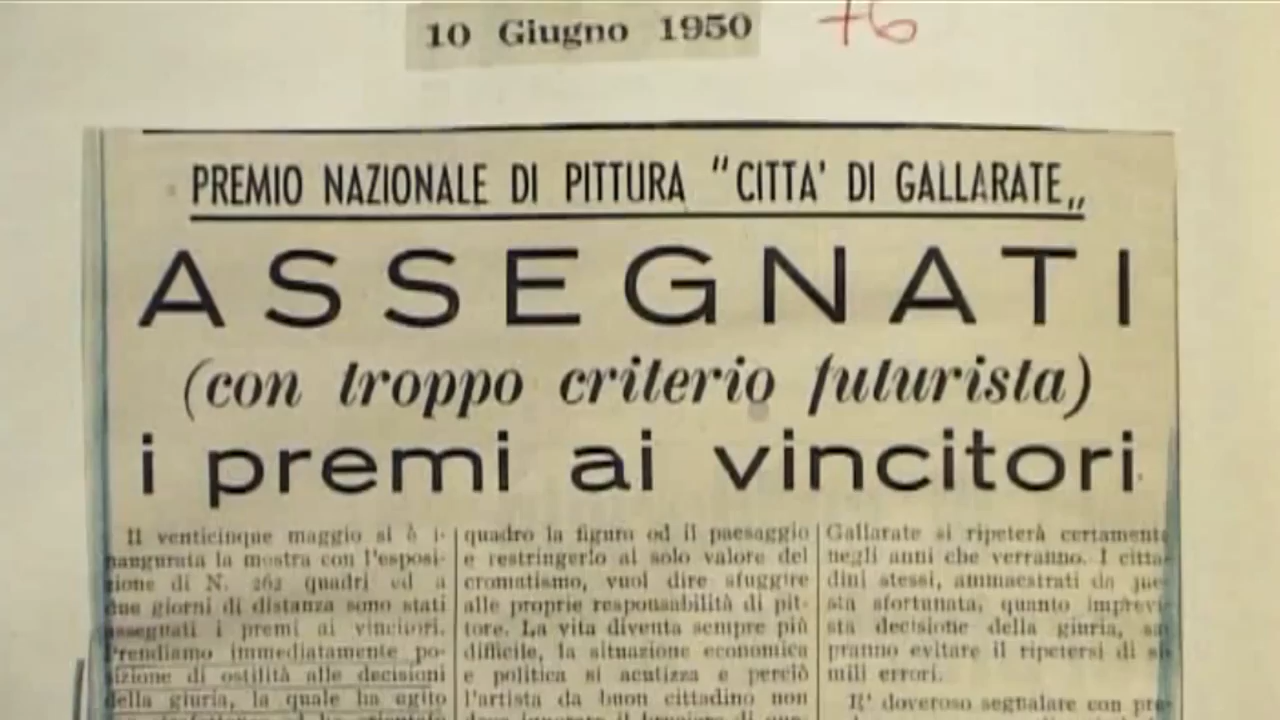 10 Giugno 1950
+6
PREMIO NAZIONALE DI PITTURA "CITTA' DI GALLARATE„
ASSEGNATI
(con troppo criterio futurista)
i premi ai vincitori
Il venticinque maggio si è i-
naugurata la mostra con l'esposi-
zione di N. 262 quadri ed a
due giorni di distanza sono stati
assegnati i premi ai vincitori.
Prendiamo immediatamente po-
sizione di ostilità alle decisioni
della giuria, la quale ha agito
quadro la figura ed il paesaggio
e restringerlo al solo valore del
cromatismo, vuol dire sfuggire
alle proprie responsabilità di pit-
tore. La vita diventa sempre più
difficile, la situazione economica
e politica si acutizza e perciò
l'artista da buon cittadino non
Gallarate si ripeterà certamente
negli anni che verranno. I citta-
dini stessi, ammaestrati da que-
sta sfortunata, quanto imprevi-
sta decisione della giuria, sa-
pranno evitare il ripetersi di si-
mili errori.
E' doveroso segnalare con